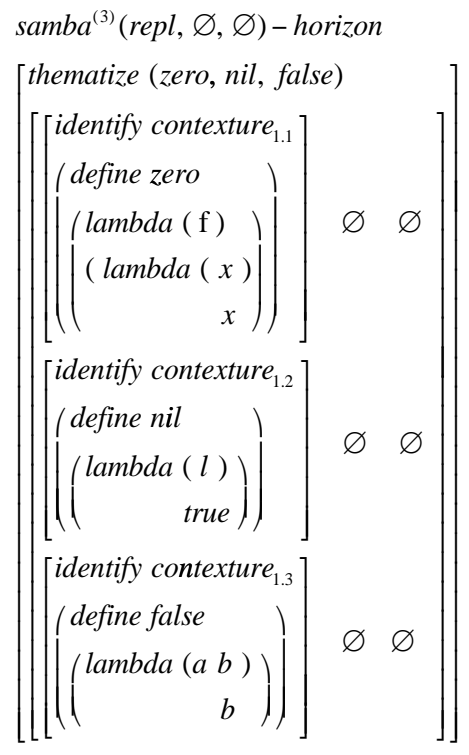 samba⁽³⁾(repl, ∅, ∅) – horizon
thematize (zero, nil, false)
identify contexture₁.₁
define zero
lambda ( f )
( lambda ( x )
x
∅ ∅
identify contexture₁.₂
define nil
lambda ( l )
true
∅ ∅
identify contexture₁.₃
define false
lambda (a b )
b
∅ ∅